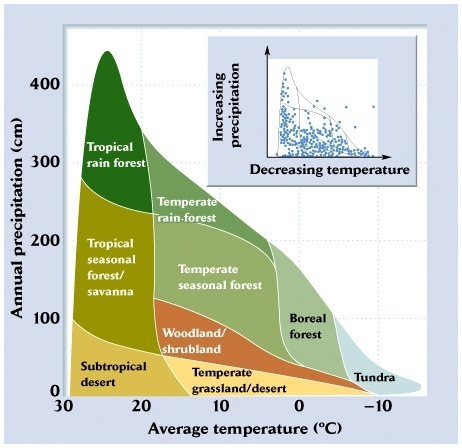 Annual precipitation (cm)
400
300
200
100
0
Increasing
precipitation
Decreasing temperature
Tropical
rain forest
Temperate
rain forest
Tropical
seasonal
forest/
savanna
Temperate
seasonal forest
Boreal
forest
Woodland/
shrubland
Subtropical
desert
Temperate
grassland/desert
Tundra
30
20
10
0
−10
Average temperature (°C)